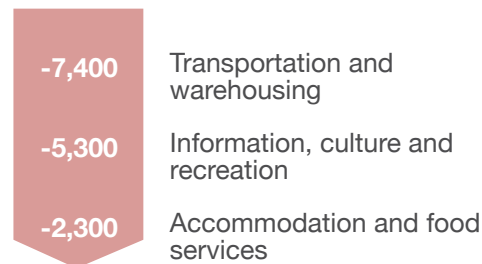 -7,400 Transportation and
warehousing
-5,300 Information, culture and
recreation
-2,300 Accommodation and food
services